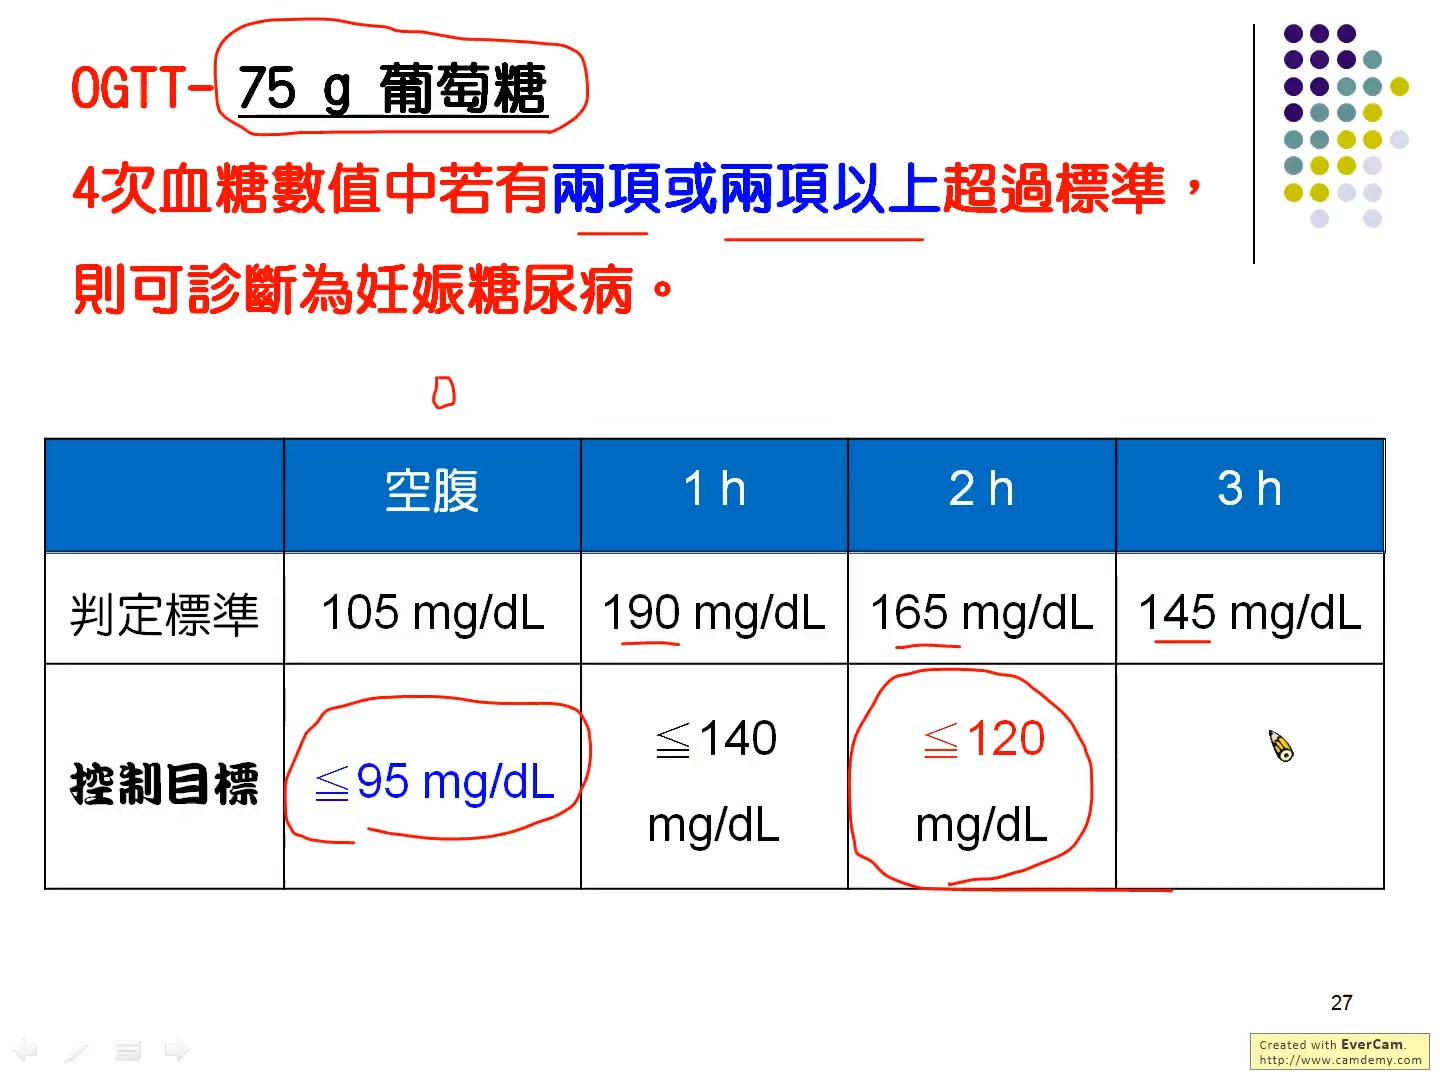 OGTT-75 g 葡萄糖
4次血糖數值中若有兩項或兩項以上超過標準，
則可診斷為妊娠糖尿病。
空腹 1 h 2 h 3 h
判定標準 105 mg/dL 190 mg/dL 165 mg/dL 145 mg/dL
控制目標 ≦95 mg/dL ≦140 mg/dL ≦120 mg/dL
27
Created with EverCam.
http://www.camdemy.com